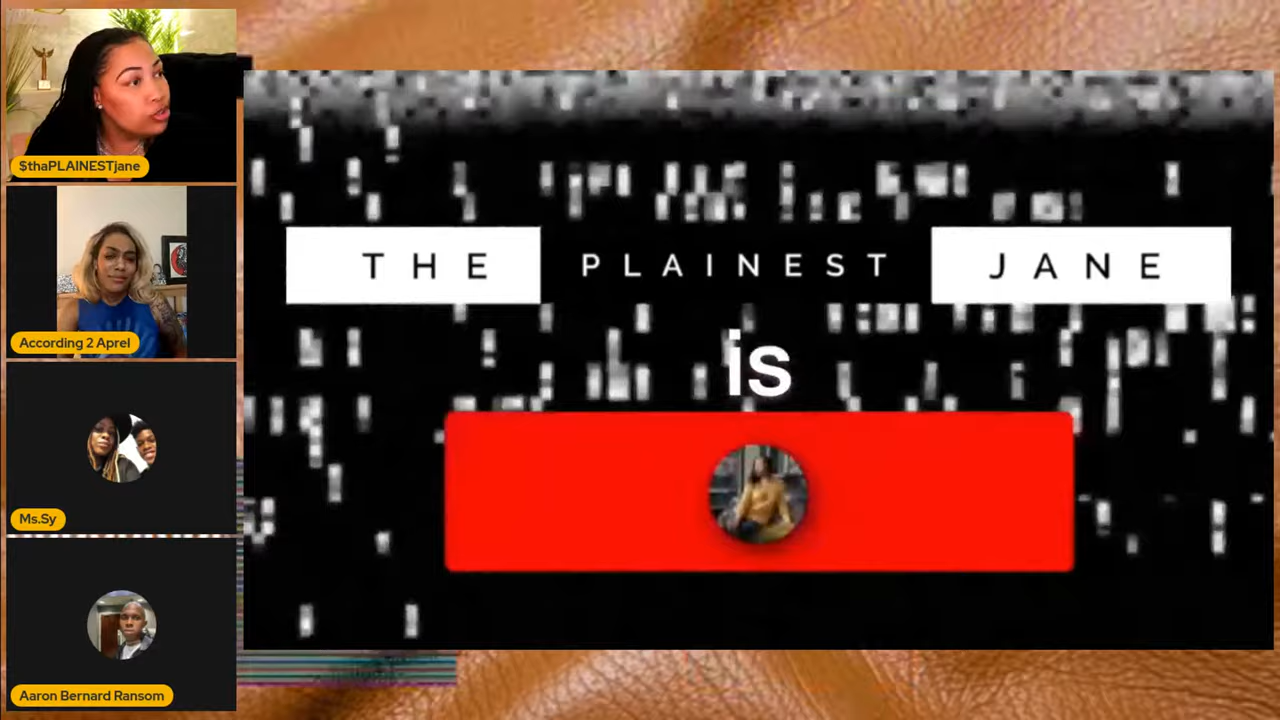 $thaPLAINESTjane
According 2 Aprel
Ms.Sy
Aaron Bernard Ransom
THE PLAINEST JANE
is